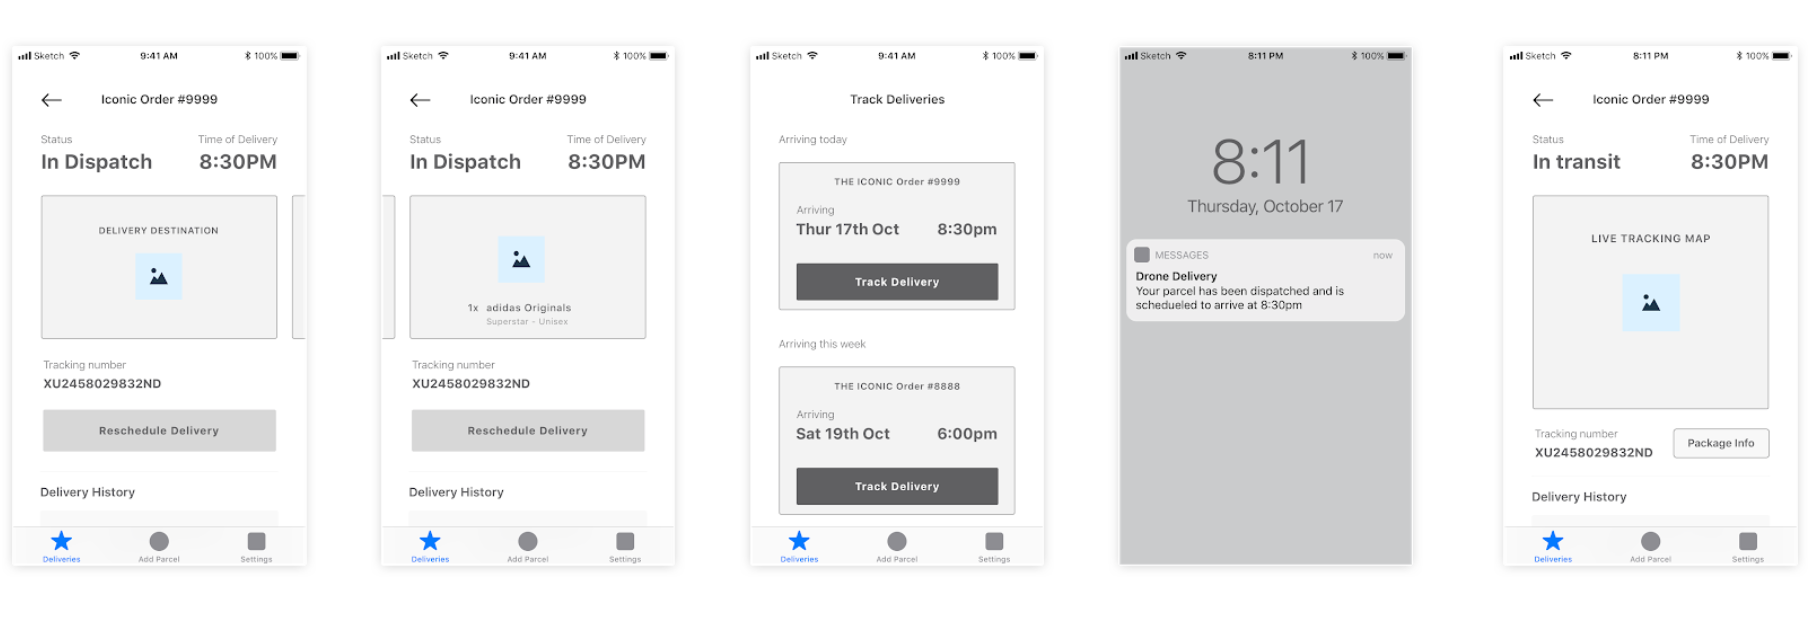 Sketch 9:41 AM 100%
Iconic Order #9999
Status Time of Delivery
In Dispatch 8:30PM
DELIVERY DESTINATION
Tracking number
XU2458029832ND
Reschedule Delivery
Delivery History
Deliveries Add Parcel Settings
Sketch 9:41 AM 100%
Iconic Order #9999
Status Time of Delivery
In Dispatch 8:30PM
1x adidas Originals
Superstar - Unisex
Tracking number
XU2458029832ND
Reschedule Delivery
Delivery History
Deliveries Add Parcel Settings
Sketch 9:41 AM 100%
Track Deliveries
Arriving today
THE ICONIC Order #9999
Arriving
Thur 17th Oct 8:30pm
Track Delivery
Arriving this week
THE ICONIC Order #8888
Arriving
Sat 19th Oct 6:00pm
Track Delivery
Deliveries Add Parcel Settings
Sketch 8:11 PM 100%
8:11
Thursday, October 17
MESSAGES now
Drone Delivery
Your parcel has been dispatched and is
schedueled to arrive at 8:30pm
Sketch 8:11 PM 100%
Iconic Order #9999
Status Time of Delivery
In transit 8:30PM
LIVE TRACKING MAP
Tracking number
XU2458029832ND
Package Info
Delivery History
Deliveries Add Parcel Settings